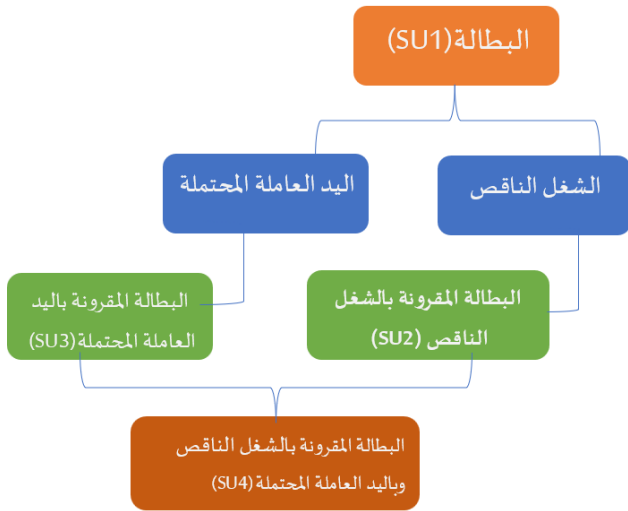 البطالة(SU1)
الشغل الناقص
اليد العاملة المحتملة
البطالة المقرونة بالشغل
الناقص (SU2)
البطالة المقرونة باليد
العاملة المحتملة(SU3)
البطالة المقرونة بالشغل الناقص
وباليد العاملة المحتملة(SU4)